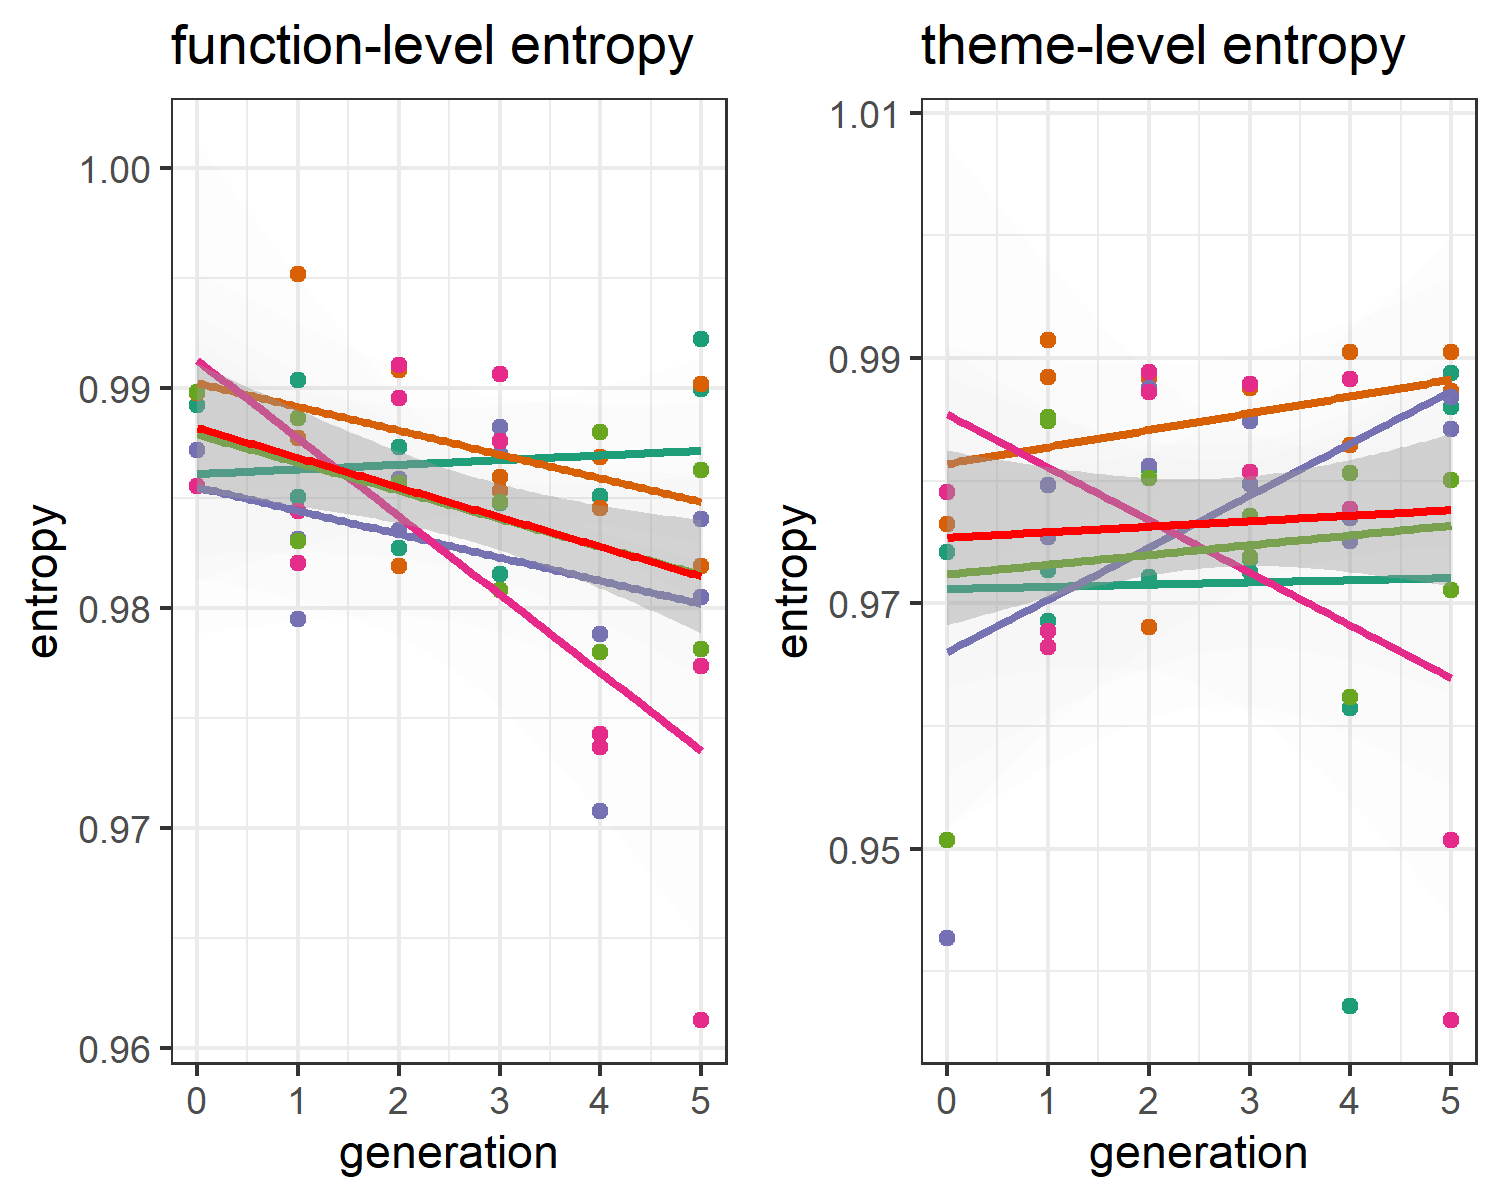 function-level entropy
entropy
1.00
0.99
0.98
0.97
0.96
0 1 2 3 4 5
generation
theme-level entropy
entropy
1.01
0.99
0.97
0.95
0 1 2 3 4 5
generation